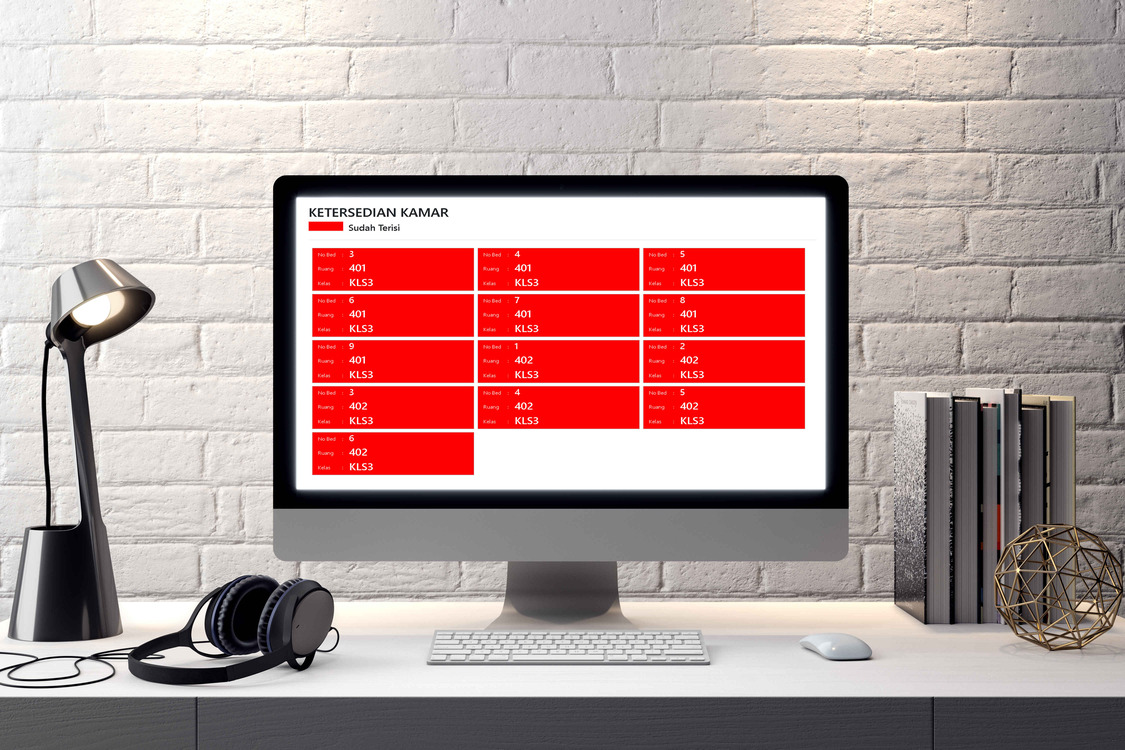 KETERSEDIAN KAMAR
Sudah Terisi
No Bed : 3
Ruang : 401
Kelas : KLS3
No Bed : 4
Ruang : 401
Kelas : KLS3
No Bed : 5
Ruang : 401
Kelas : KLS3
No Bed : 6
Ruang : 401
Kelas : KLS3
No Bed : 7
Ruang : 401
Kelas : KLS3
No Bed : 8
Ruang : 401
Kelas : KLS3
No Bed : 9
Ruang : 401
Kelas : KLS3
No Bed : 1
Ruang : 402
Kelas : KLS3
No Bed : 2
Ruang : 402
Kelas : KLS3
No Bed : 3
Ruang : 402
Kelas : KLS3
No Bed : 4
Ruang : 402
Kelas : KLS3
No Bed : 5
Ruang : 402
Kelas : KLS3
No Bed : 6
Ruang : 402
Kelas : KLS3